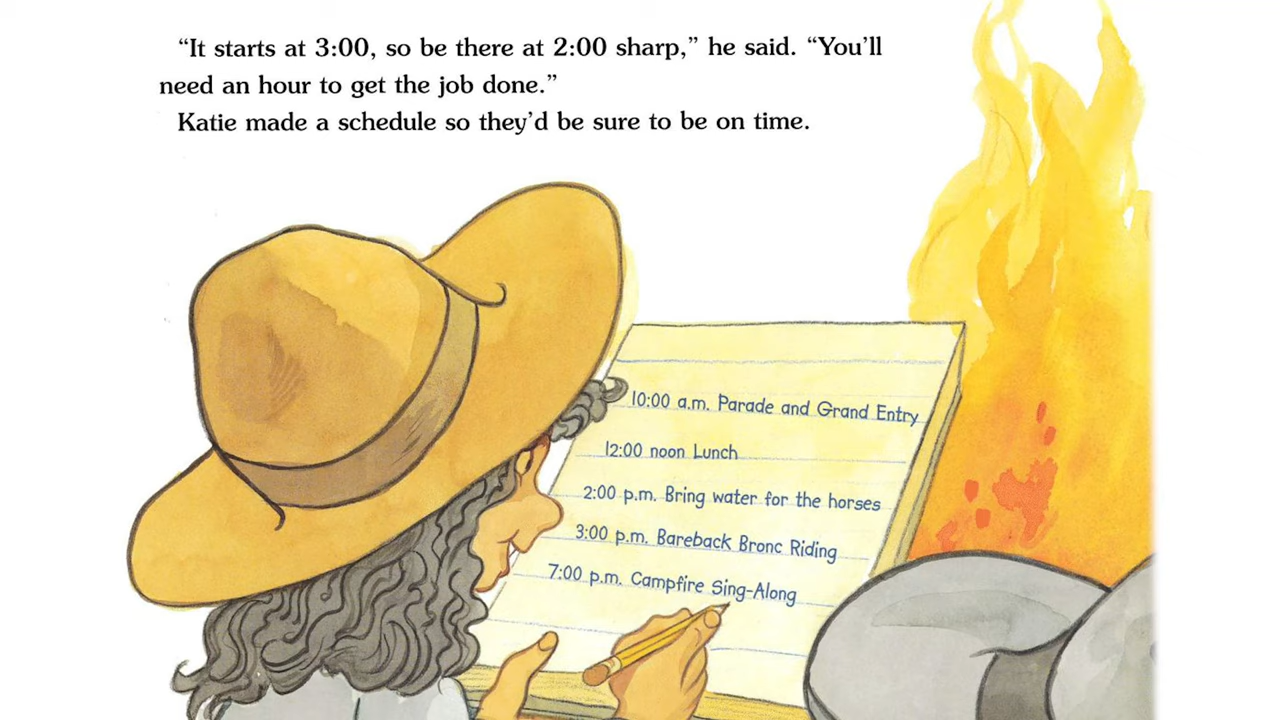 “It starts at 3:00, so be there at 2:00 sharp,” he said. “You’ll
need an hour to get the job done.”
Katie made a schedule so they’d be sure to be on time.
10:00 a.m. Parade and Grand Entry
12:00 noon Lunch
2:00 p.m. Bring water for the horses
3:00 p.m. Bareback Bronc Riding
7:00 p.m. Campfire Sing-Along